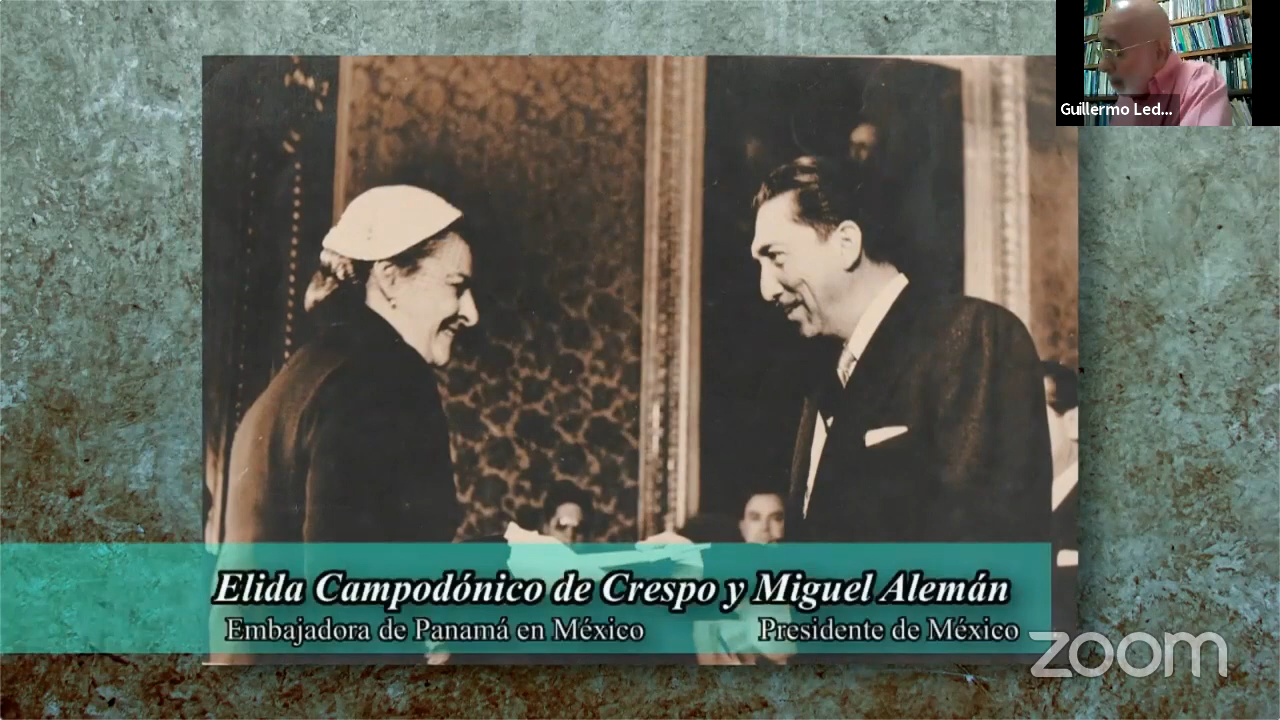 Guillermo Led...
Elida Campodónico de Crespo y Miguel Alemán
Embajadora de Panamá en México Presidente de México
zoom